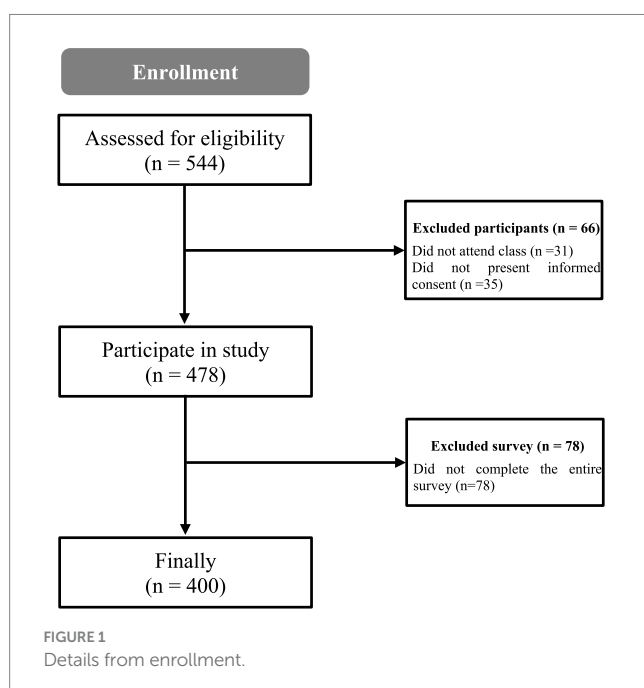 Enrollment
Assessed for eligibility
(n = 544)
Excluded participants (n = 66)
Did not attend class (n =31)
Did not present informed
consent (n =35)
Participate in study
(n = 478)
Excluded survey (n = 78)
Did not complete the entire
survey (n=78)
Finally
(n = 400)
FIGURE 1
Details from enrollment.